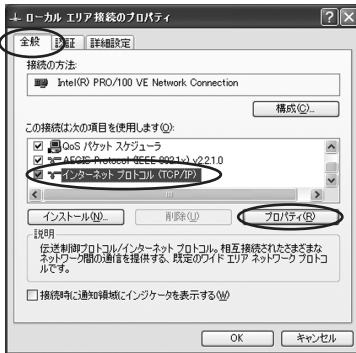 ローカル エリア接続のプロパティ
全般 認証 詳細設定
接続の方法:
Intel(R) PRO/100 VE Network Connection
構成(C)...
この接続は次の項目を使用します(O):
QoS パケット スケジューラ
AEGIS Protocol (IEEE 802.1x) v2.2.1.0
インターネット プロトコル (TCP/IP)
インストール(N)... 削除(U) プロパティ(R)
説明
伝送制御プロトコル/インターネット プロトコル。相互接続されたさまざまな
ネットワーク間の通信を提供する、既定のワイド エリア ネットワーク プロトコ
ルです。
接続時に通知領域にインジケータを表示する(W)
OK キャンセル